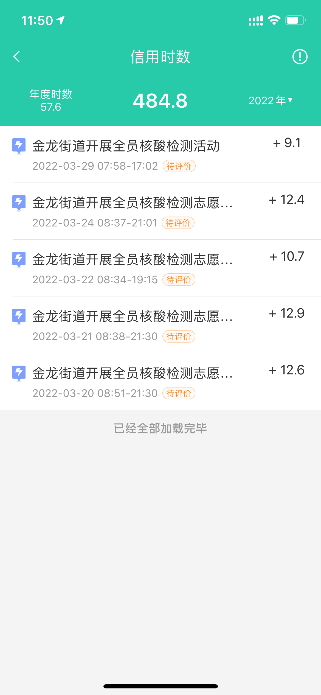 11:50
信用时数
年度时数
57.6
484.8
2022年
金龙街道开展全员核酸检测活动
+ 9.1
2022-03-29 07:58-17:02 待评价
金龙街道开展全员核酸检测志愿...
+ 12.4
2022-03-24 08:37-21:01 待评价
金龙街道开展全员核酸检测志愿...
+ 10.7
2022-03-22 08:34-19:15 待评价
金龙街道开展全员核酸检测志愿...
+ 12.9
2022-03-21 08:38-21:30 待评价
金龙街道开展全员核酸检测志愿...
+ 12.6
2022-03-20 08:51-21:30 待评价
已经全部加载完毕